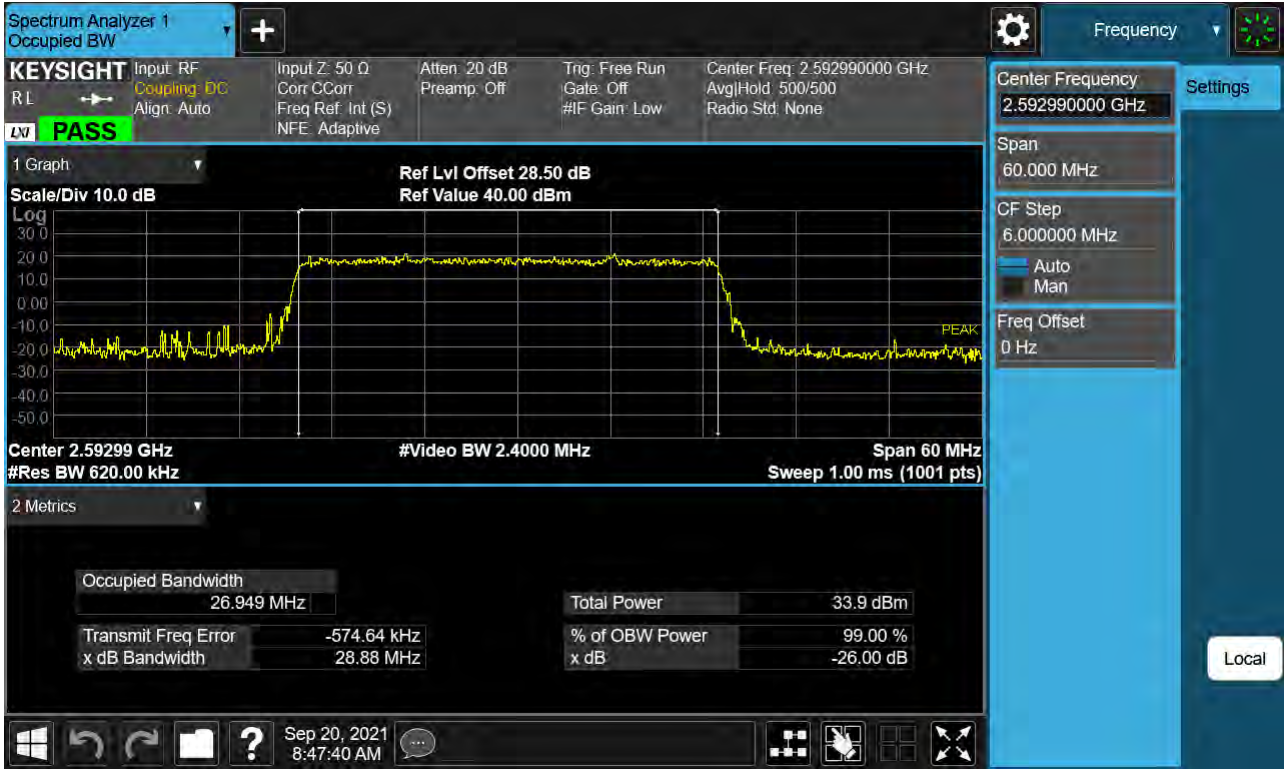 Spectrum Analyzer 1
Occupied BW
+
Frequency
KEYSIGHT
RL
LXI PASS
Input: RF
Coupling: DC
Align: Auto
Input Z: 50 Ω
Corr CCorr
Freq Ref: Int (S)
NFE: Adaptive
Atten: 20 dB
Preamp: Off
Trig: Free Run
Gate: Off
#IF Gain: Low
Center Freq: 2.592990000 GHz
Avg|Hold: 500/500
Radio Std: None
Center Frequency
2.592990000 GHz
Settings
Span
60.000 MHz
CF Step
6.000000 MHz
Auto
Man
Freq Offset
0 Hz
Local
1 Graph
Scale/Div 10.0 dB
Ref Lvl Offset 28.50 dB
Ref Value 40.00 dBm
Log
30.0
20.0
10.0
0.00
-10.0
-20.0
-30.0
-40.0
-50.0
PEAK
Center 2.59299 GHz
#Video BW 2.4000 MHz
Span 60 MHz
#Res BW 620.00 kHz
Sweep 1.00 ms (1001 pts)
2 Metrics
Occupied Bandwidth
26.949 MHz
Total Power 33.9 dBm
Transmit Freq Error -574.64 kHz
% of OBW Power 99.00 %
x dB Bandwidth 28.88 MHz
x dB -26.00 dB
?
Sep 20, 2021
8:47:40 AM